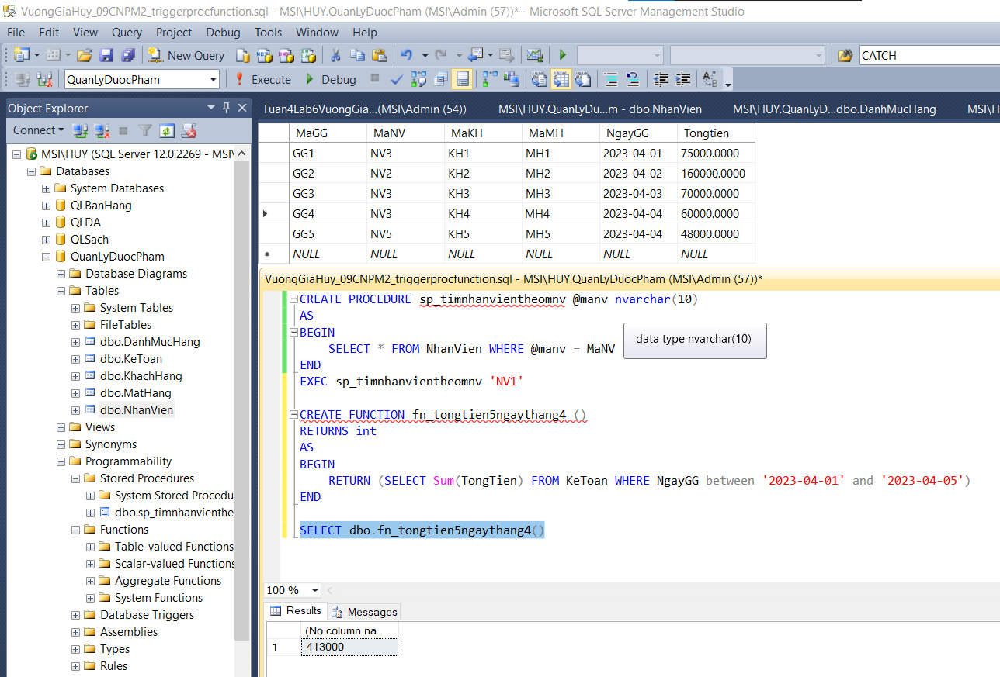 VuongGiaHuy_09CNPM2_triggerprocfunction.sql - MSI\HUY.QuanLyDuocPham (MSI\Admin (57))* - Microsoft SQL Server Management Studio
File Edit View Query Project Debug Tools Window Help
New Query CATCH
QuanLyDuocPham Execute Debug
Object Explorer
Connect
MSI\HUY (SQL Server 12.0.2269 - MSI\
Databases
System Databases
QLBanHang
QLDA
QLSach
QuanLyDuocPham
Database Diagrams
Tables
System Tables
FileTables
dbo.DanhMucHang
dbo.KeToan
dbo.KhachHang
dbo.MatHang
dbo.NhanVien
Views
Synonyms
Programmability
Stored Procedures
System Stored Procedu
dbo.sp_timnhanvienthe
Functions
Table-valued Functions
Scalar-valued Functions
Aggregate Functions
System Functions
Database Triggers
Assemblies
Types
Rules
Tuan4Lab6VuongGia...(MSI\Admin (54)) MSI\HUY.QuanLyDu...m - dbo.NhanVien MSI\HUY.QuanLyD...dbo.DanhMucHang MSI\H
MaGG MaNV MaKH MaMH NgayGG Tongtien
GG1 NV3 KH1 MH1 2023-04-01 75000.0000
GG2 NV2 KH2 MH2 2023-04-02 160000.0000
GG3 NV3 KH3 MH3 2023-04-03 70000.0000
GG4 NV3 KH4 MH4 2023-04-04 60000.0000
GG5 NV5 KH5 MH5 2023-04-04 48000.0000
NULL NULL NULL NULL NULL NULL
VuongGiaHuy_09CNPM2_triggerprocfunction.sql - MSI\HUY.QuanLyDuocPham (MSI\Admin (57))*
CREATE PROCEDURE sp_timnhanvientheomnv @manv nvarchar(10)
AS
BEGIN
SELECT * FROM NhanVien WHERE @manv = MaNV
data type nvarchar(10)
END
EXEC sp_timnhanvientheomnv 'NV1'
CREATE FUNCTION fn_tongtien5ngaythang4 ()
RETURNS int
AS
BEGIN
RETURN (SELECT Sum(TongTien) FROM KeToan WHERE NgayGG between '2023-04-01' and '2023-04-05')
END
SELECT dbo.fn_tongtien5ngaythang4()
100 %
Results Messages
(No column na...
1 413000